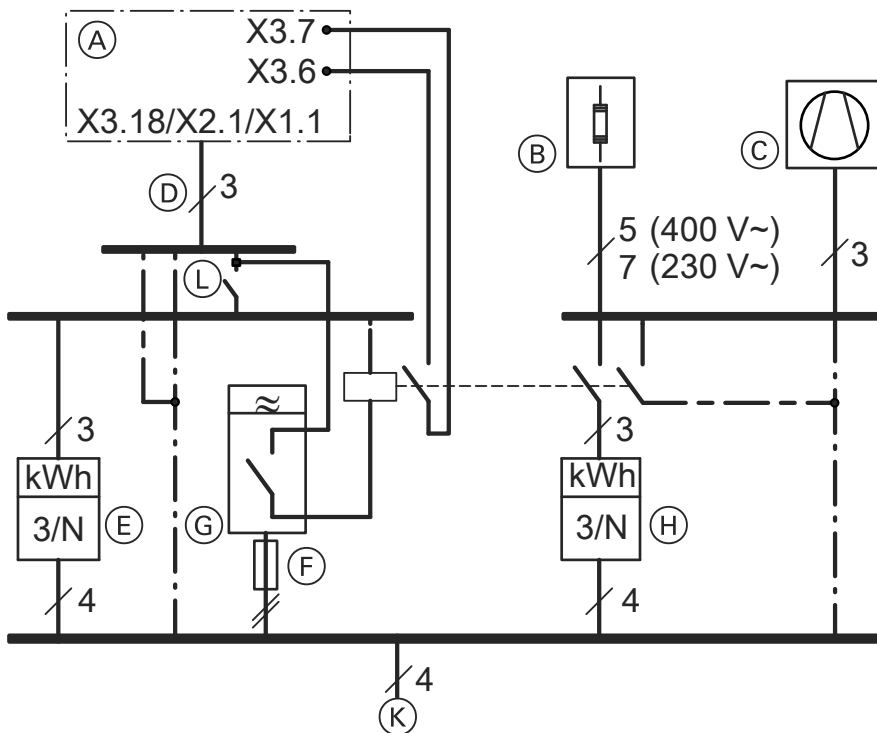 A
X3.7
X3.6
X3.18/X2.1/X1.1
B
C
D
3
5 (400 V~)
7 (230 V~)
3
L
3
3
kWh
3/N
E
G
F
kWh
3/N
H
4
4
4
K